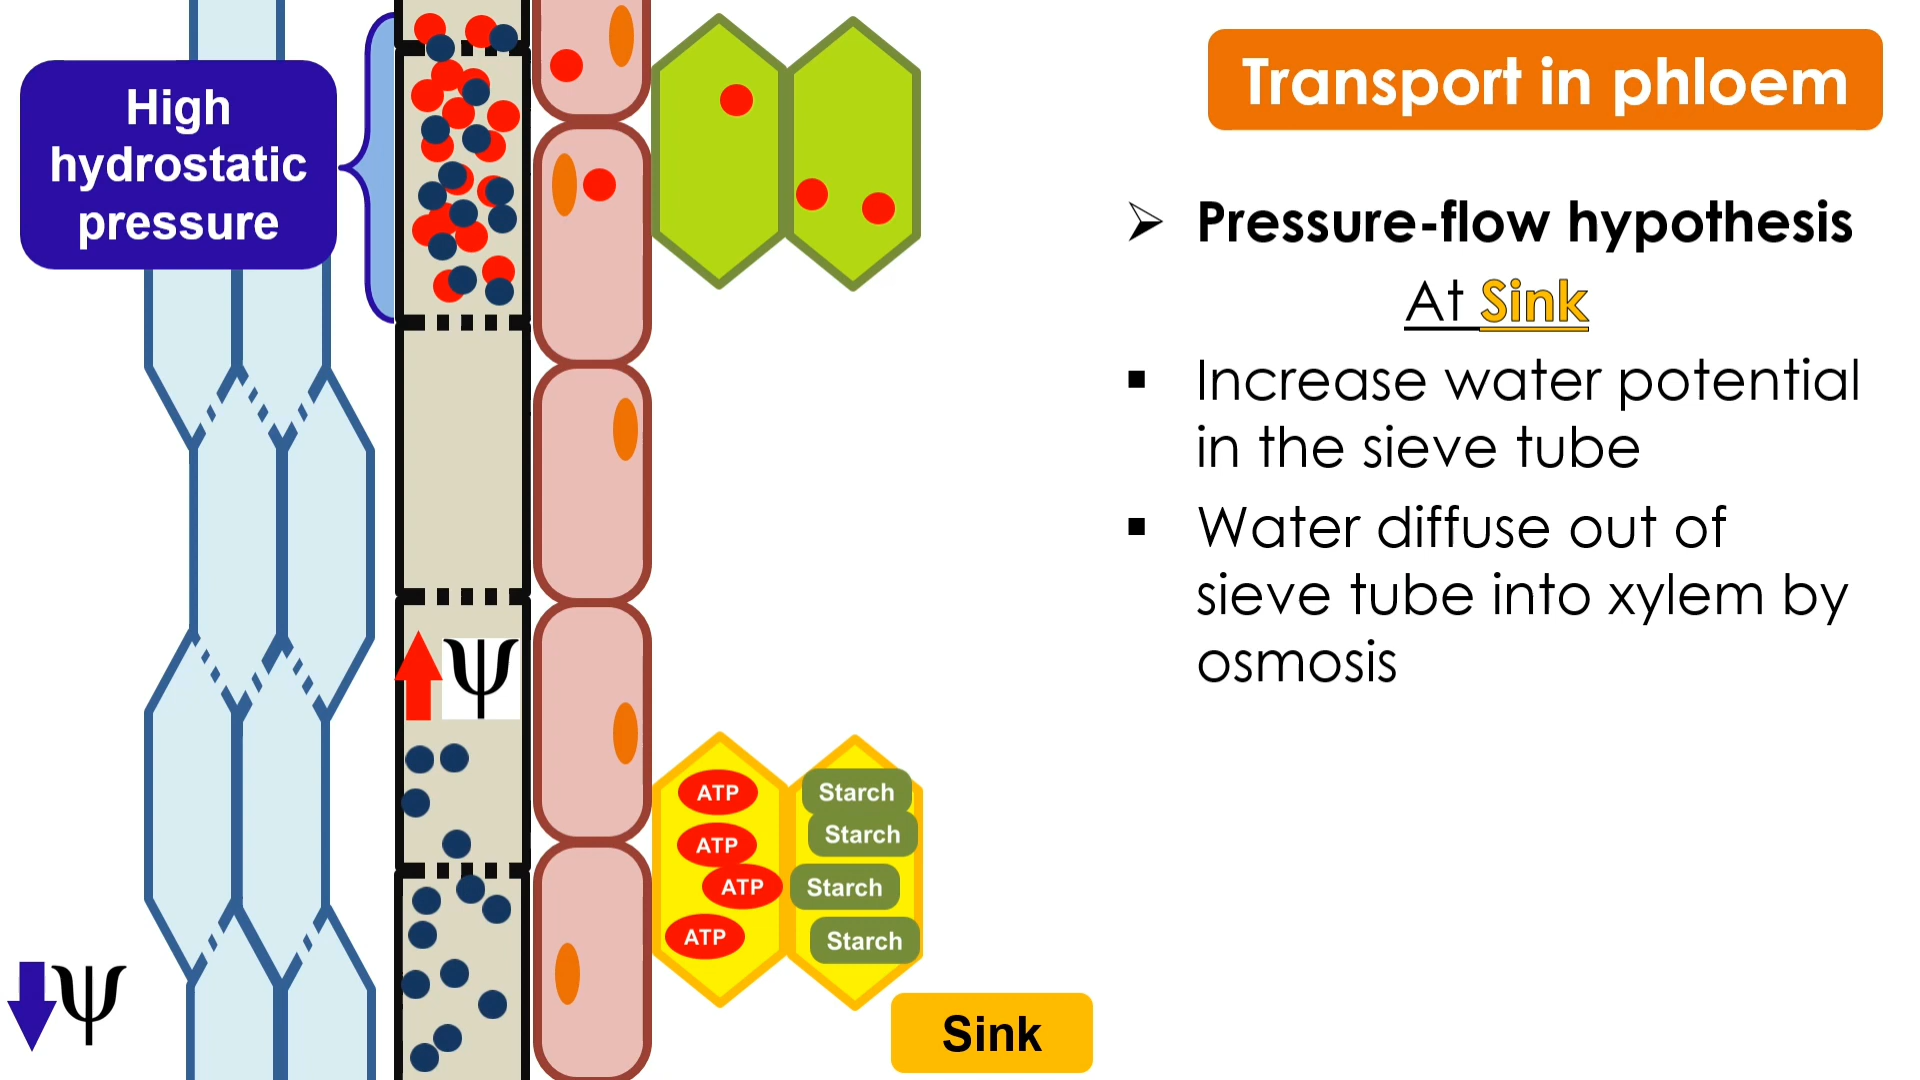 High
hydrostatic
pressure
Transport in phloem
➢ Pressure-flow hypothesis
At Sink
▪ Increase water potential
in the sieve tube
▪ Water diffuse out of
sieve tube into xylem by
osmosis
ψ
ATP
Starch
ATP
Starch
ATP
Starch
ATP
Starch
ψ
Sink